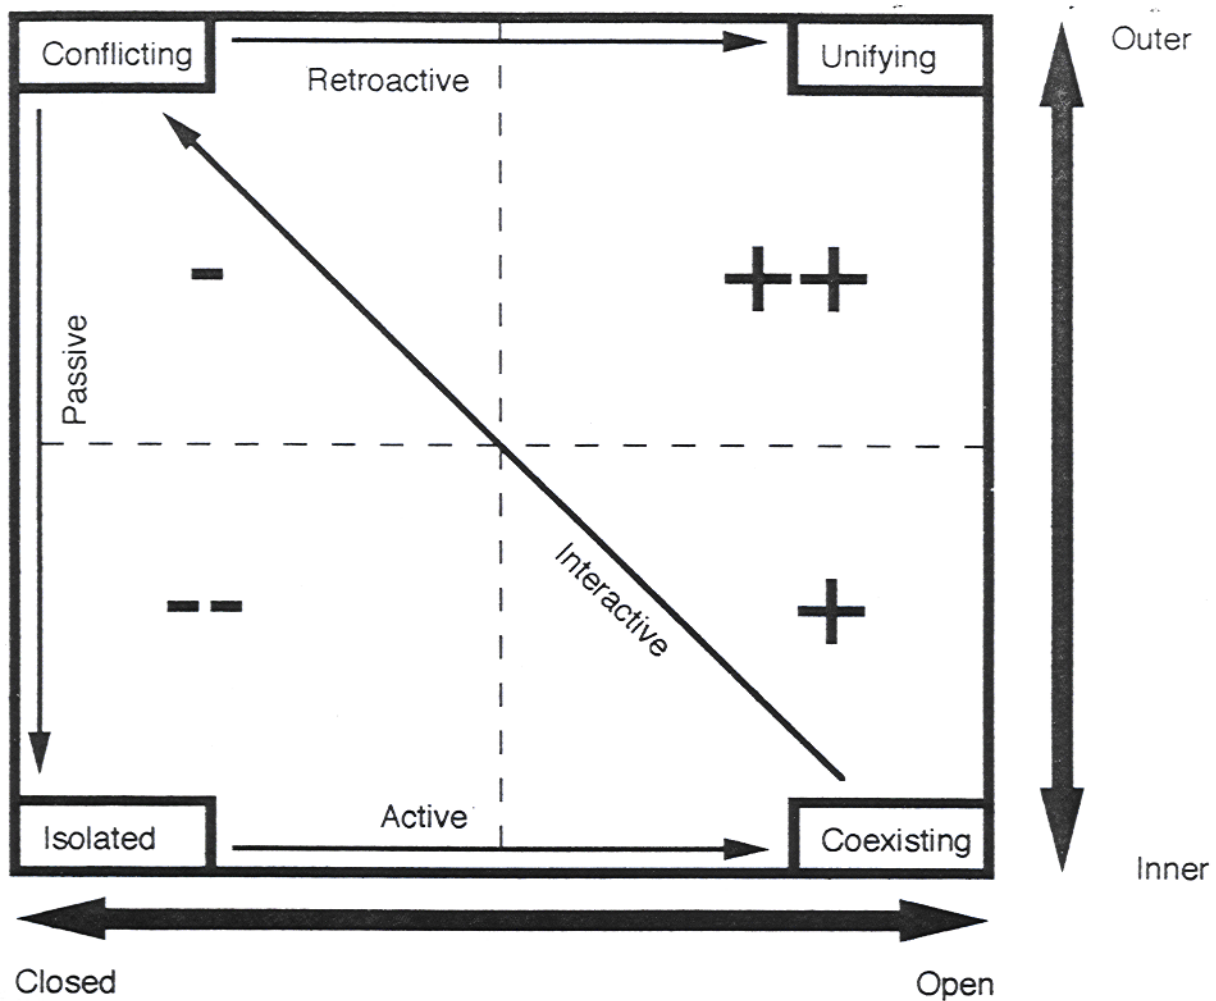 Conflicting
Unifying
Outer
Retroactive
-
++
Passive
--
Interactive
+
Active
Isolated
Coexisting
Inner
Closed
Open